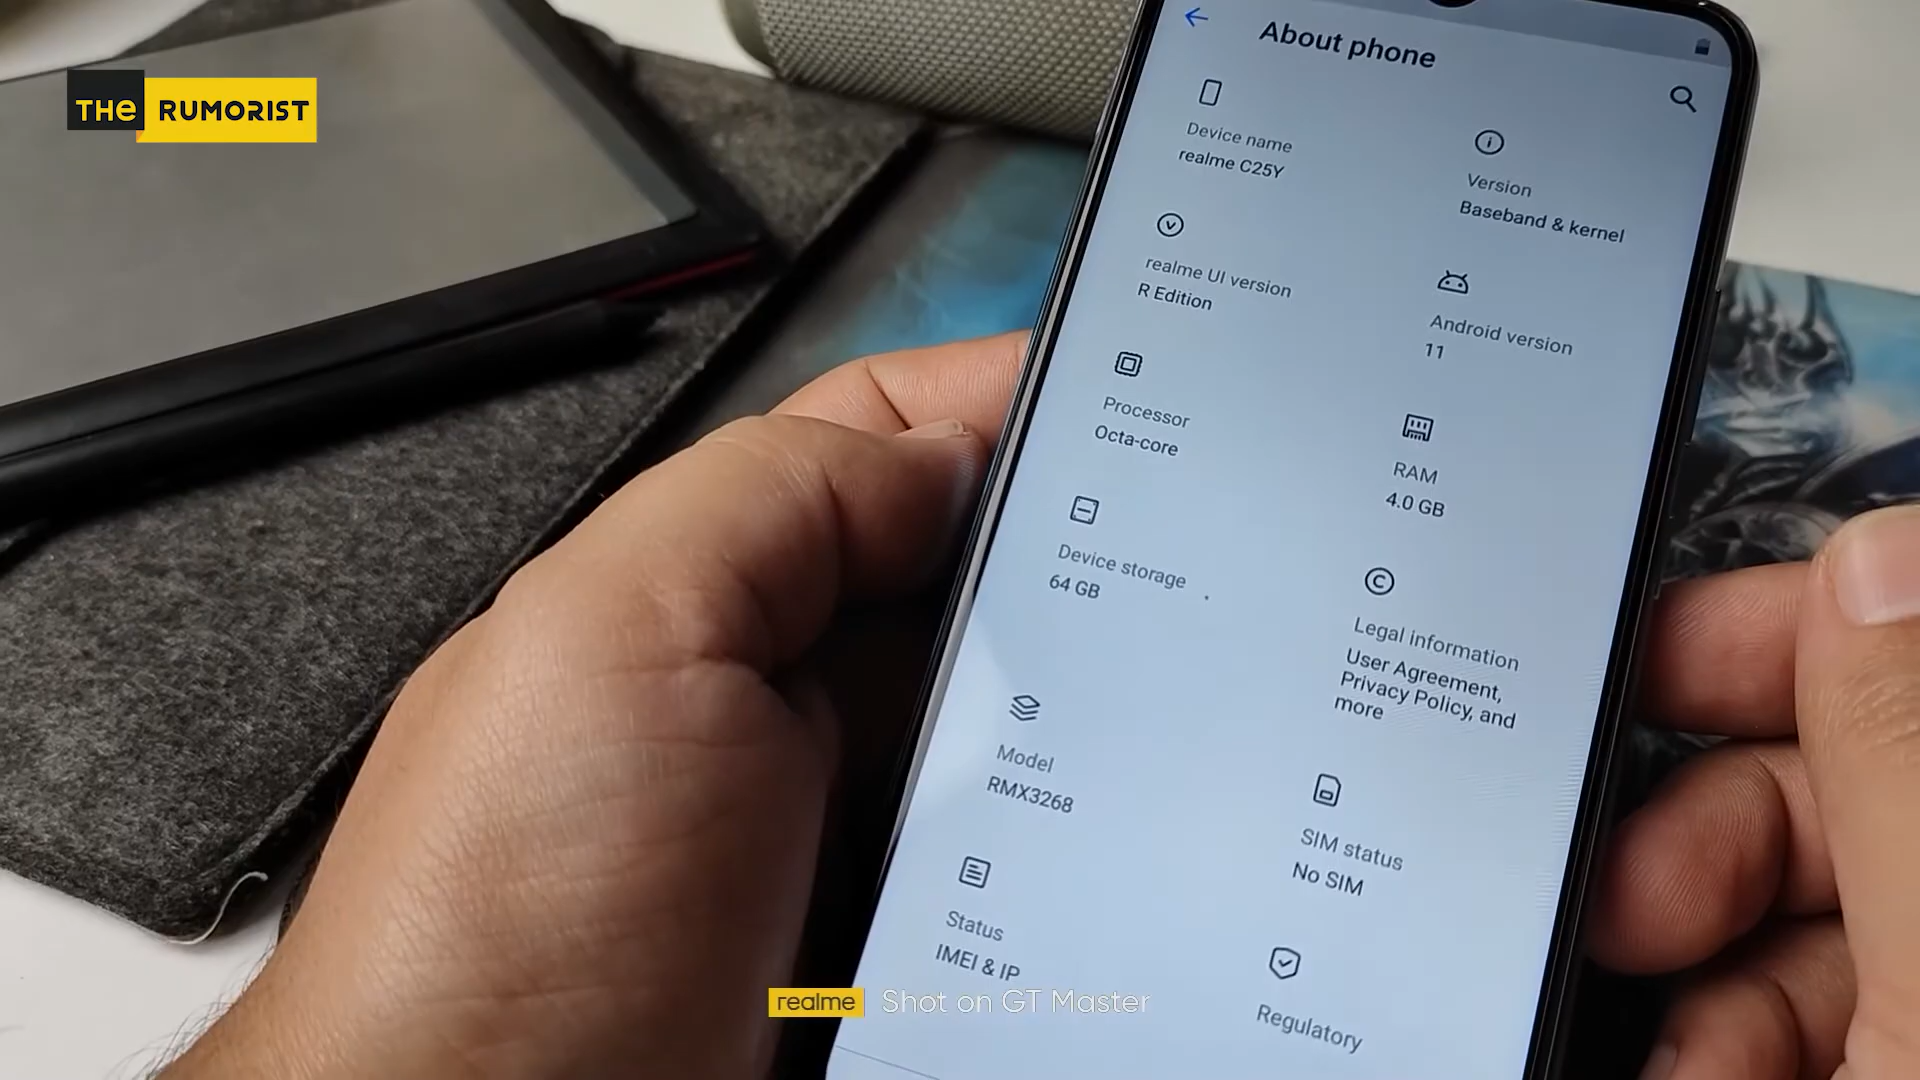 THe RUMORIST
About phone
Device name
realme C25Y
Version
Baseband & kernel
realme UI version
R Edition
Android version
11
Processor
Octa-core
RAM
4.0 GB
Device storage
64 GB
Legal information
User Agreement,
Privacy Policy, and
more
Model
RMX3268
SIM status
No SIM
Status
IMEI & IP
Regulatory
realme Shot on GT Master